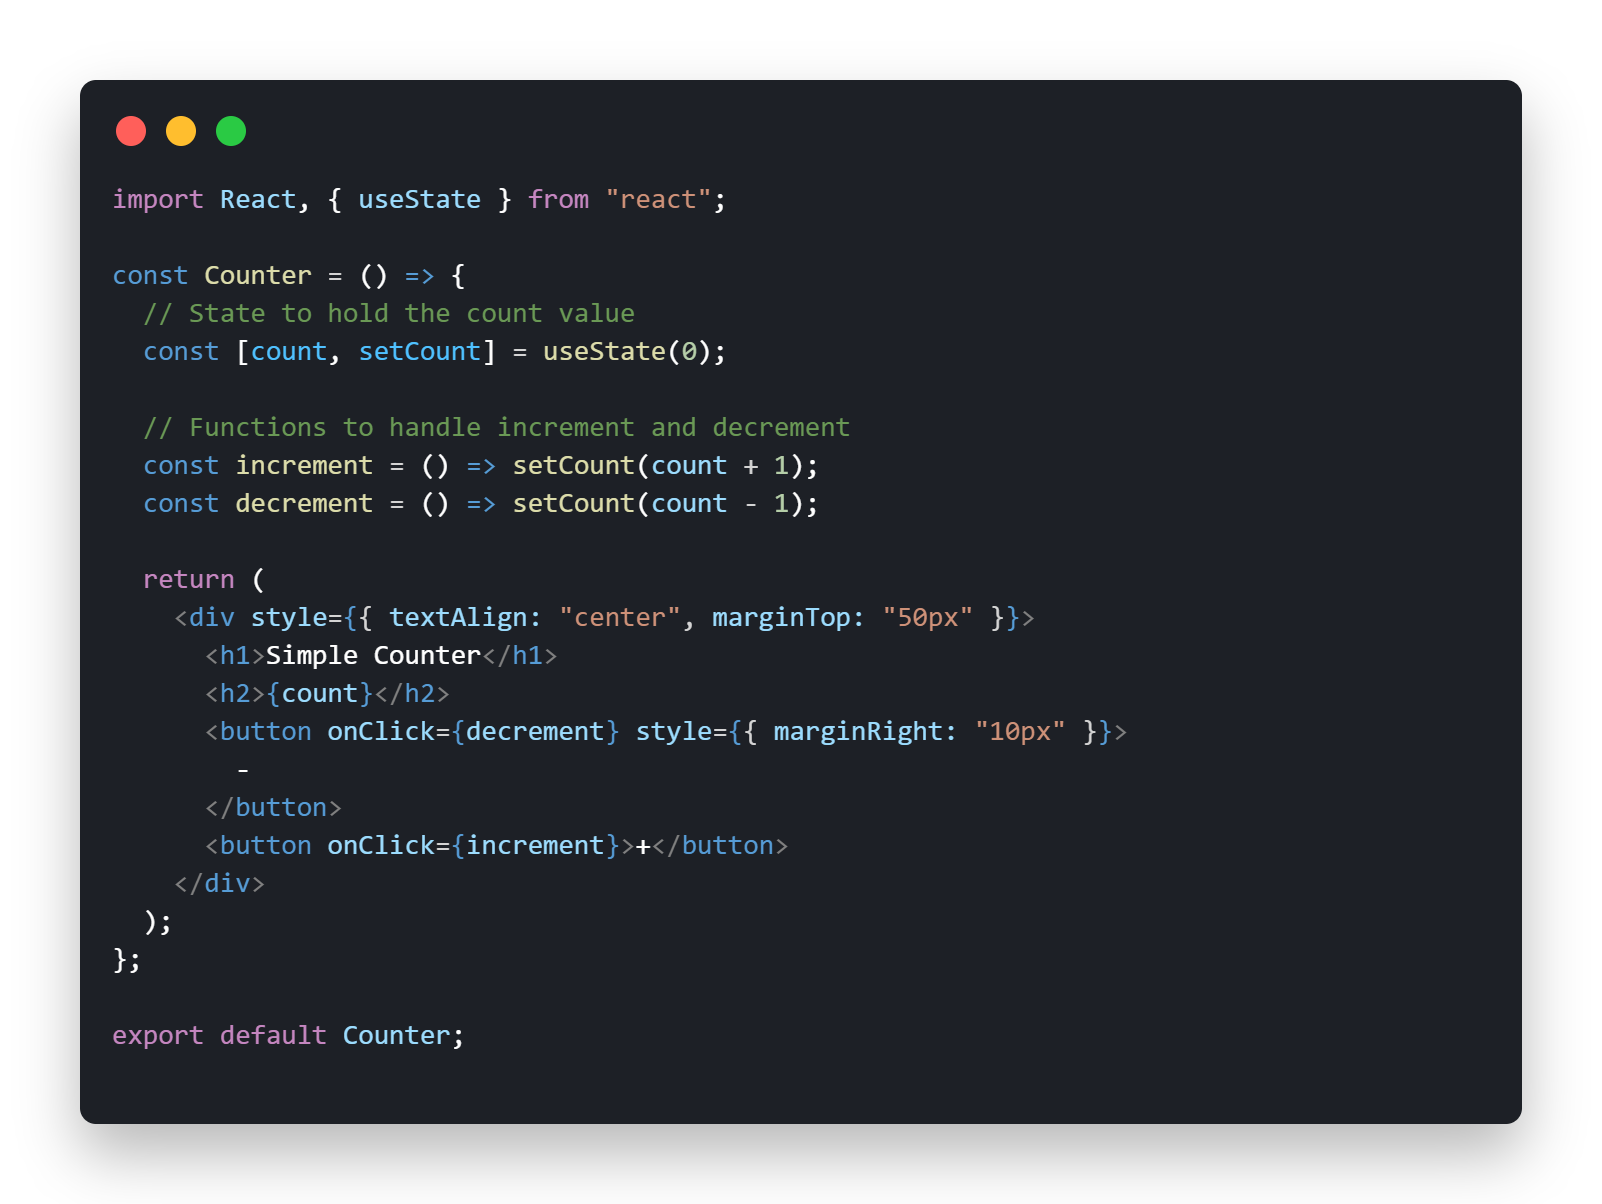 import React, { useState } from "react";

const Counter = () => {
  // State to hold the count value
  const [count, setCount] = useState(0);

  // Functions to handle increment and decrement
  const increment = () => setCount(count + 1);
  const decrement = () => setCount(count - 1);

  return (
    <div style={{ textAlign: "center", marginTop: "50px" }}>
      <h1>Simple Counter</h1>
      <h2>{count}</h2>
      <button onClick={decrement} style={{ marginRight: "10px" }}>
        -
      </button>
      <button onClick={increment}>+</button>
    </div>
  );
};

export default Counter;